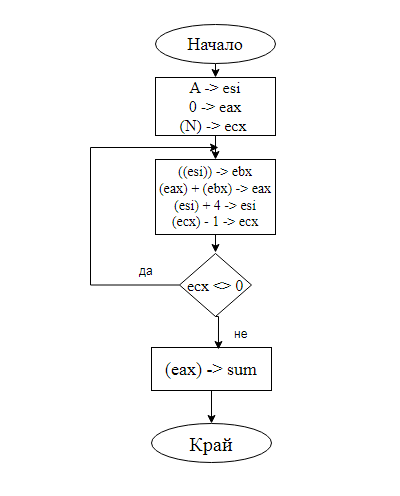 Начало
A -> esi
0 -> eax
(N) -> ecx
((esi)) -> ebx
(eax) + (ebx) -> eax
(esi) + 4 -> esi
(ecx) - 1 -> ecx
да
ecx <> 0
не
(eax) -> sum
Край